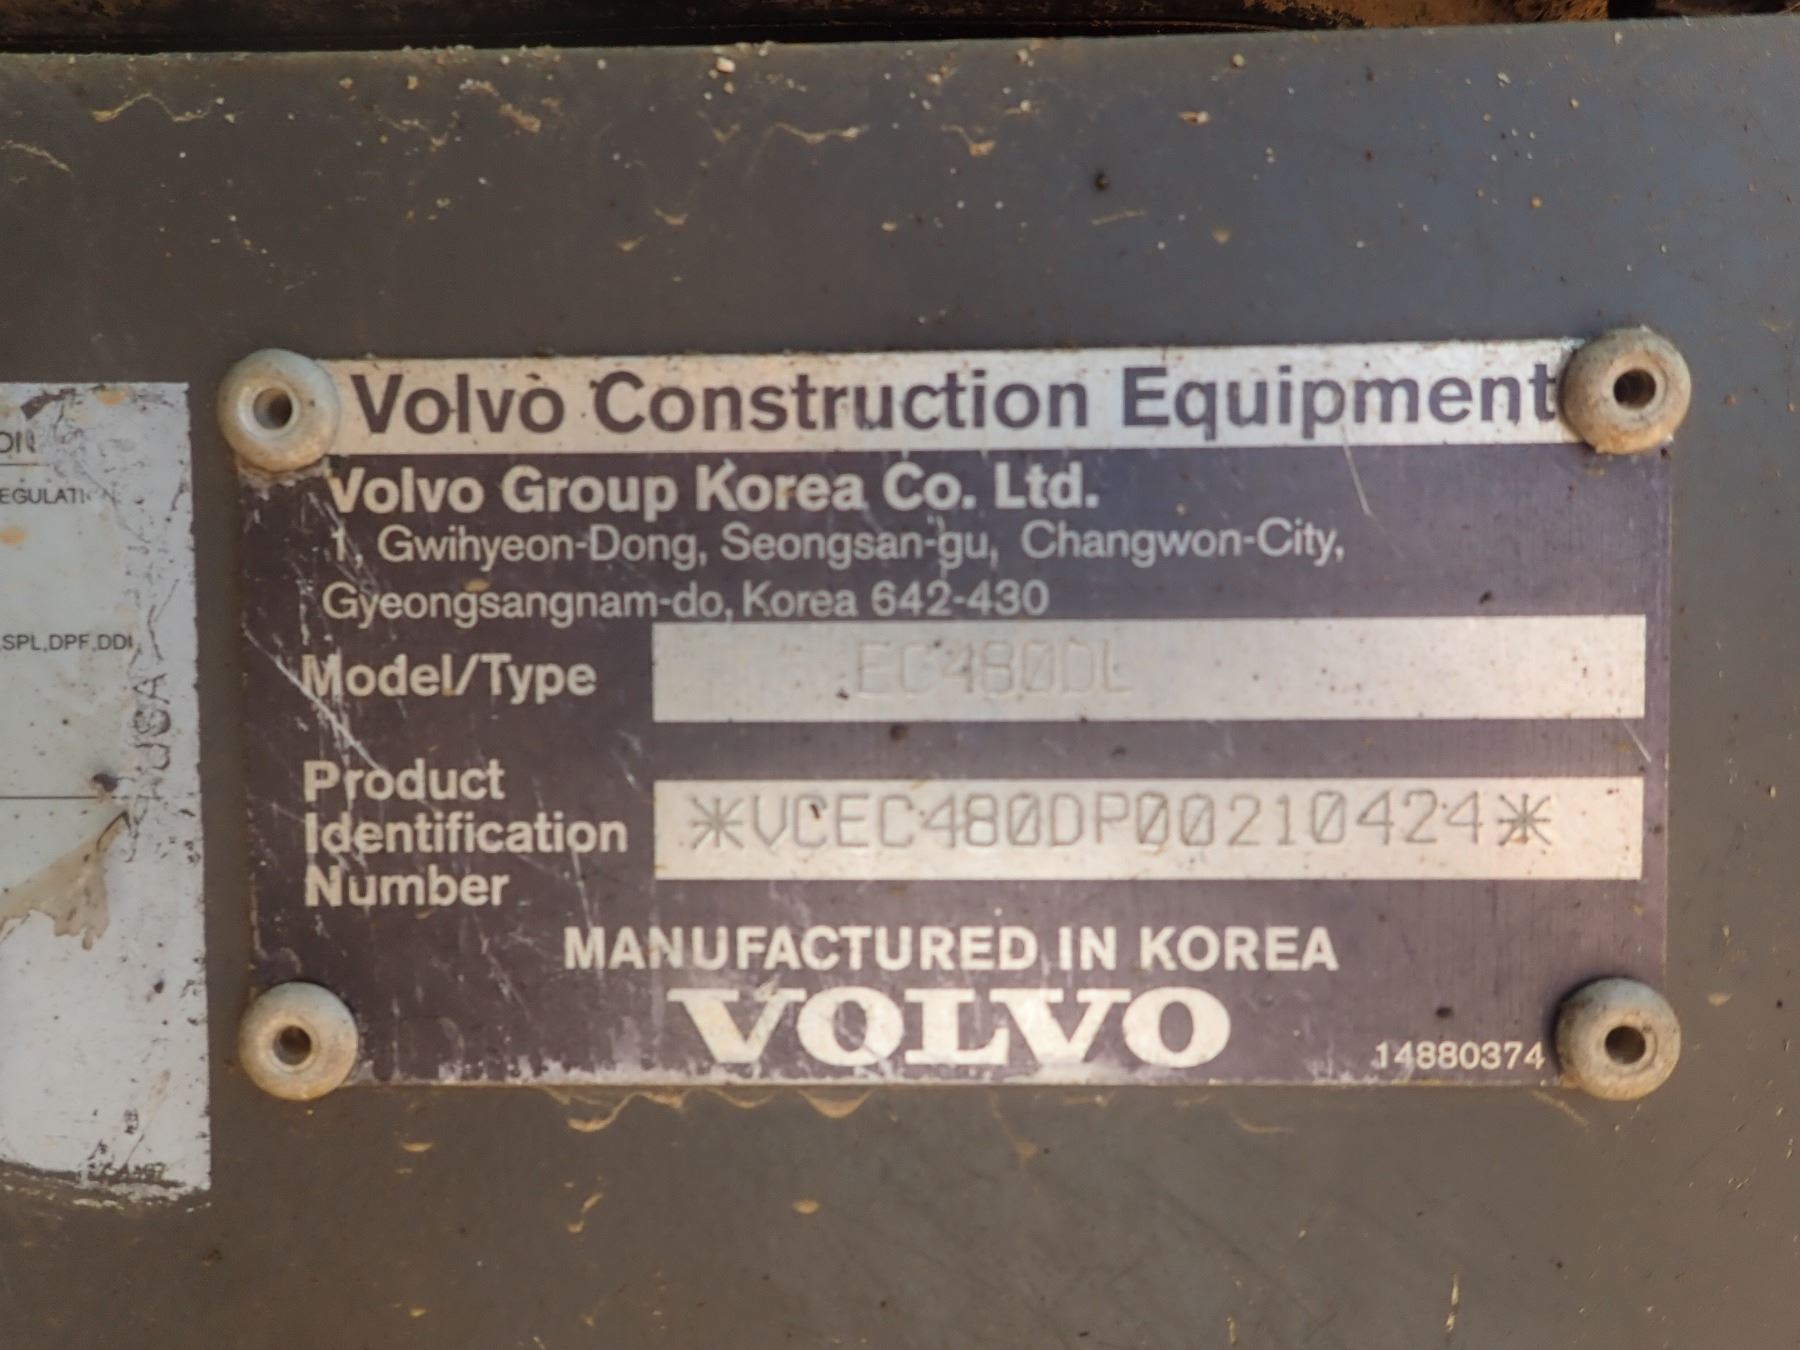 Volvo Construction Equipment
Volvo Group Korea Co. Ltd.
1, Gwihyeon-Dong, Seongsan-gu, Changwon-City,
Gyeongsangnam-do, Korea 642-430
Model/Type EC480DL
Product
Identification
Number
*VCEC480DP00210424*
MANUFACTURED IN KOREA
VOLVO
14880374
SPL,DPF,DDI
USA